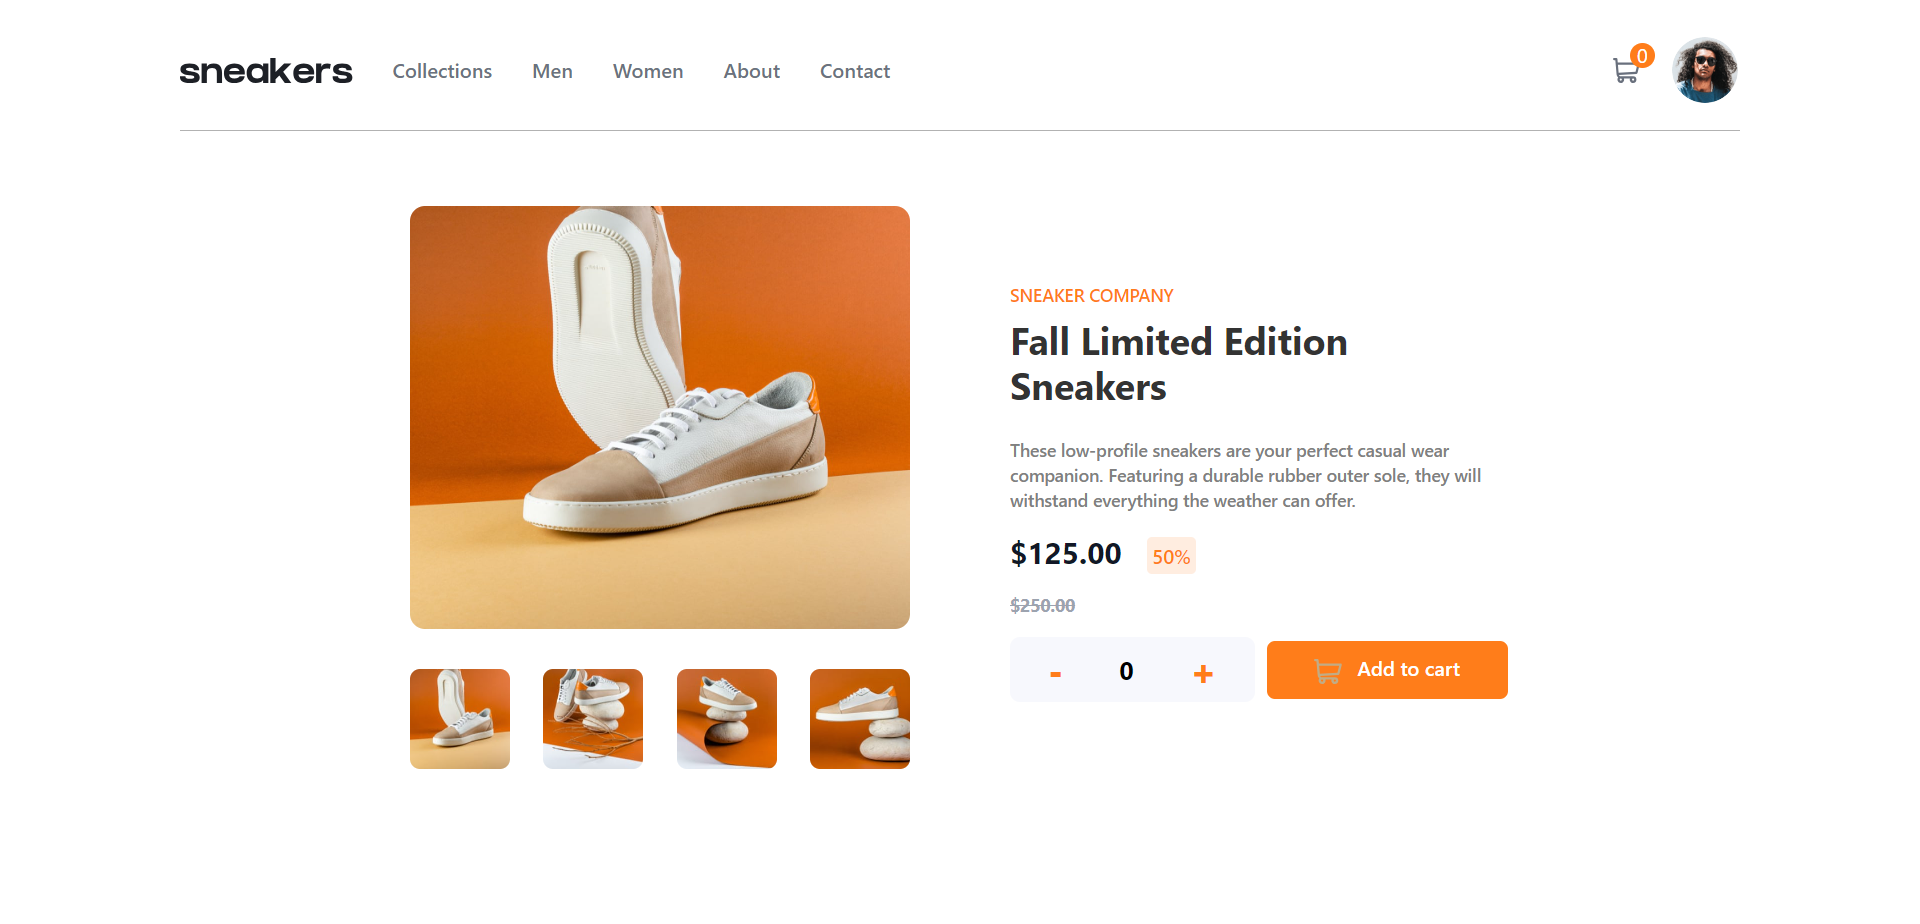 sneakers
Collections
Men
Women
About
Contact
0
SNEAKER COMPANY
Fall Limited Edition
Sneakers
These low-profile sneakers are your perfect casual wear
companion. Featuring a durable rubber outer sole, they will
withstand everything the weather can offer.
$125.00
50%
$250.00
-
0
+
Add to cart